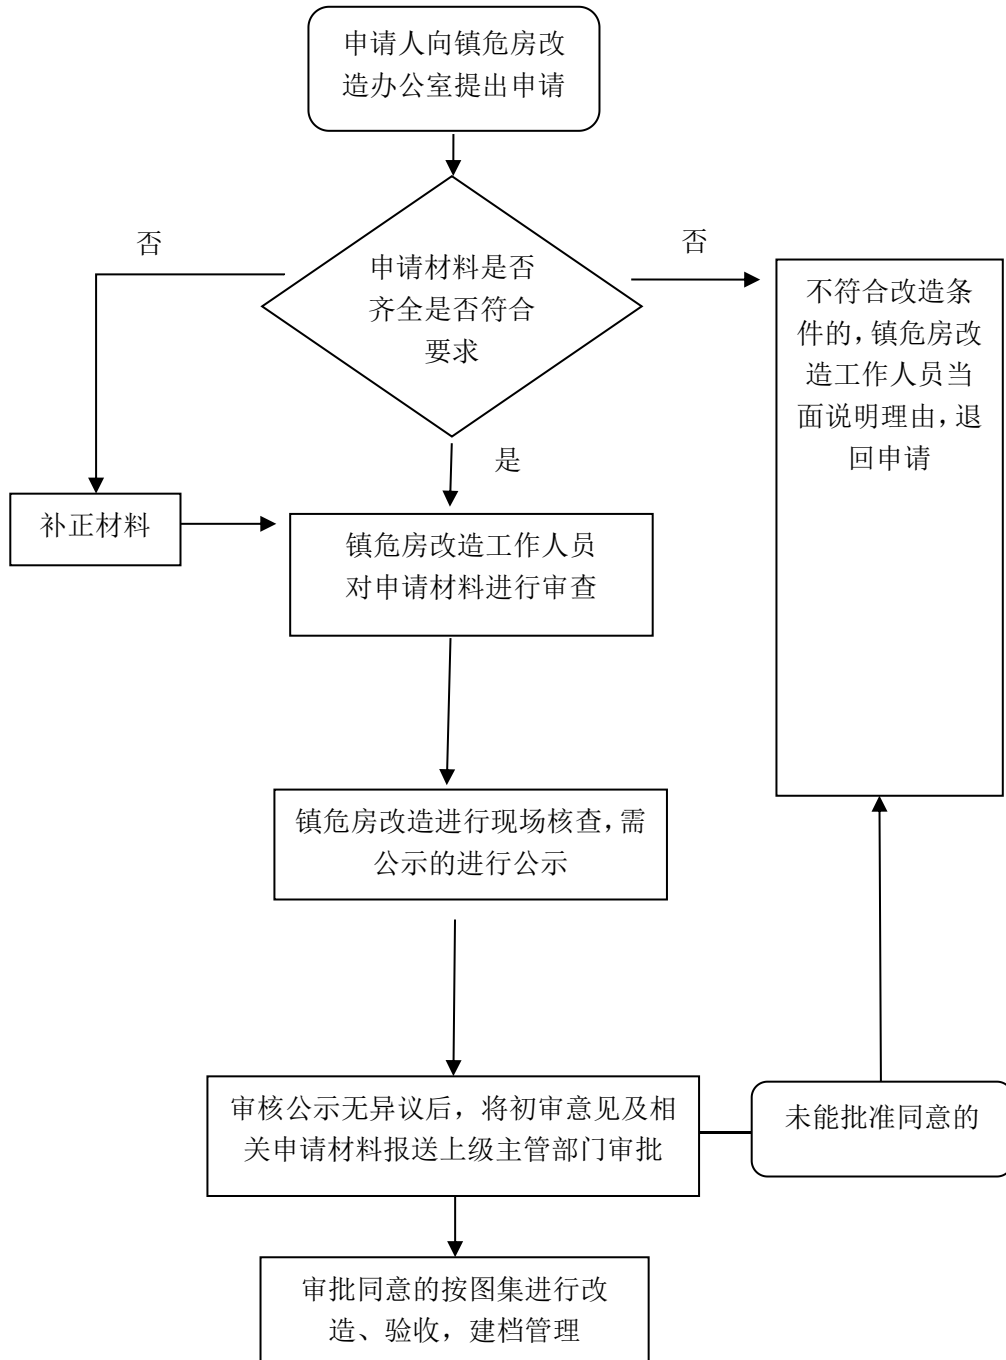 申请人向镇危房改
造办公室提出申请
否
否
申请材料是否
齐全是否符合
要求
不符合改造条
件的,镇危房改
造工作人员当
面说明理由,退
回申请
是
补正材料
镇危房改造工作人员
对申请材料进行审查
镇危房改造进行现场核查,需
公示的进行公示
审核公示无异议后，将初审意见及相
关申请材料报送上级主管部门审批
未能批准同意的
审批同意的按图集进行改
造、验收，建档管理